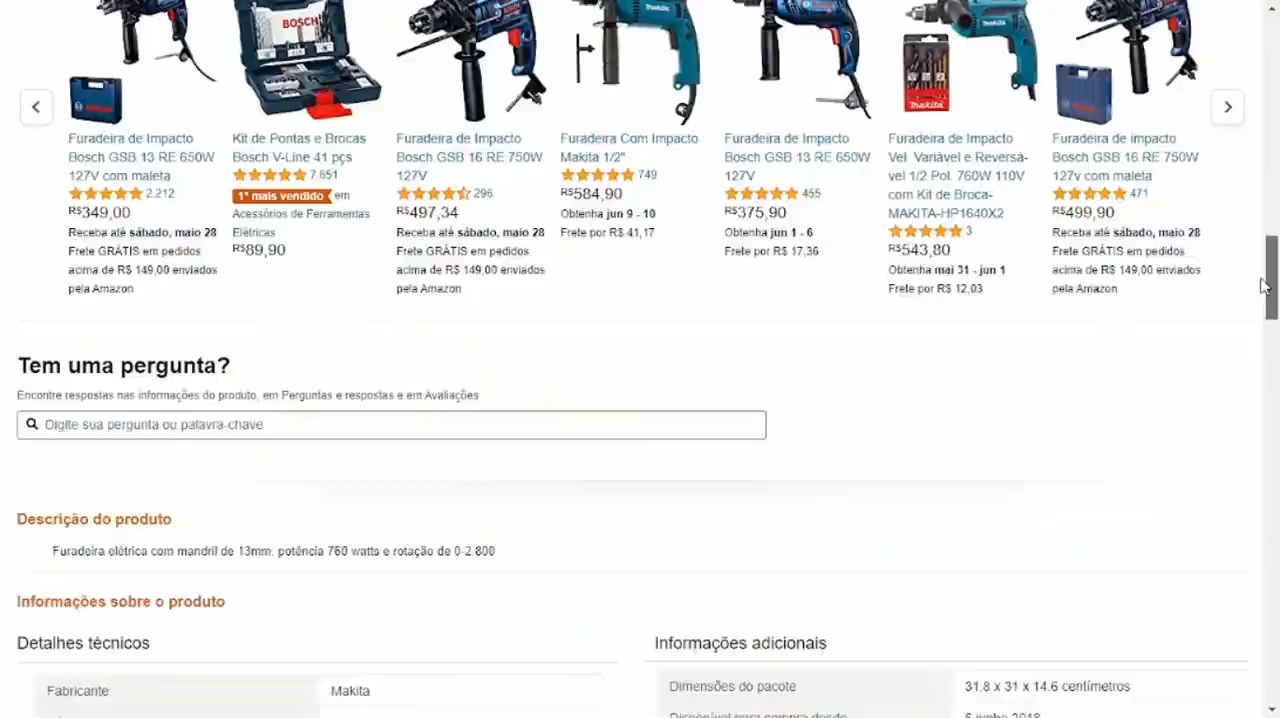 BOSCH
makita
Furadeira de Impacto
Bosch GSB 13 RE 650W
127V com maleta
2.212
R$349,00
Receba até sábado, maio 28
Frete GRÁTIS em pedidos
acima de R$ 149,00 enviados
pela Amazon
Kit de Pontas e Brocas
Bosch V-Line 41 pçs
7.651
1º mais vendido em
Acessórios de Ferramentas
Elétricas
R$89,90
Furadeira de Impacto
Bosch GSB 16 RE 750W
127V
296
R$497,34
Receba até sábado, maio 28
Frete GRÁTIS em pedidos
acima de R$ 149,00 enviados
pela Amazon
Furadeira Com Impacto
Makita 1/2"
749
R$584,90
Obtenha jun 9 - 10
Frete por R$ 41,17
Furadeira de Impacto
Bosch GSB 13 RE 650W
127V
455
R$375,90
Obtenha jun 1 - 6
Frete por R$ 17,36
Furadeira de Impacto
Vel. Variável e Reversá-
vel 1/2 Pol. 760W 110V
com Kit de Broca-
MAKITA-HP1640X2
3
R$543,80
Obtenha mai 31 - jun 1
Frete por R$ 12,03
Furadeira de impacto
Bosch GSB 16 RE 750W
127v com maleta
471
R$499,90
Receba até sábado, maio 28
Frete GRÁTIS em pedidos
acima de R$ 149,00 enviados
pela Amazon
Tem uma pergunta?
Encontre respostas nas informações do produto, em Perguntas e respostas e em Avaliações
Digite sua pergunta ou palavra-chave
Descrição do produto
Furadeira elétrica com mandril de 13mm, potência 760 watts e rotação de 0-2.800
Informações sobre o produto
Detalhes técnicos
Informações adicionais
Fabricante
Makita
Dimensões do pacote
31.8 x 31 x 14.6 centímetros
Disponível para compra desde
5 junho 2018